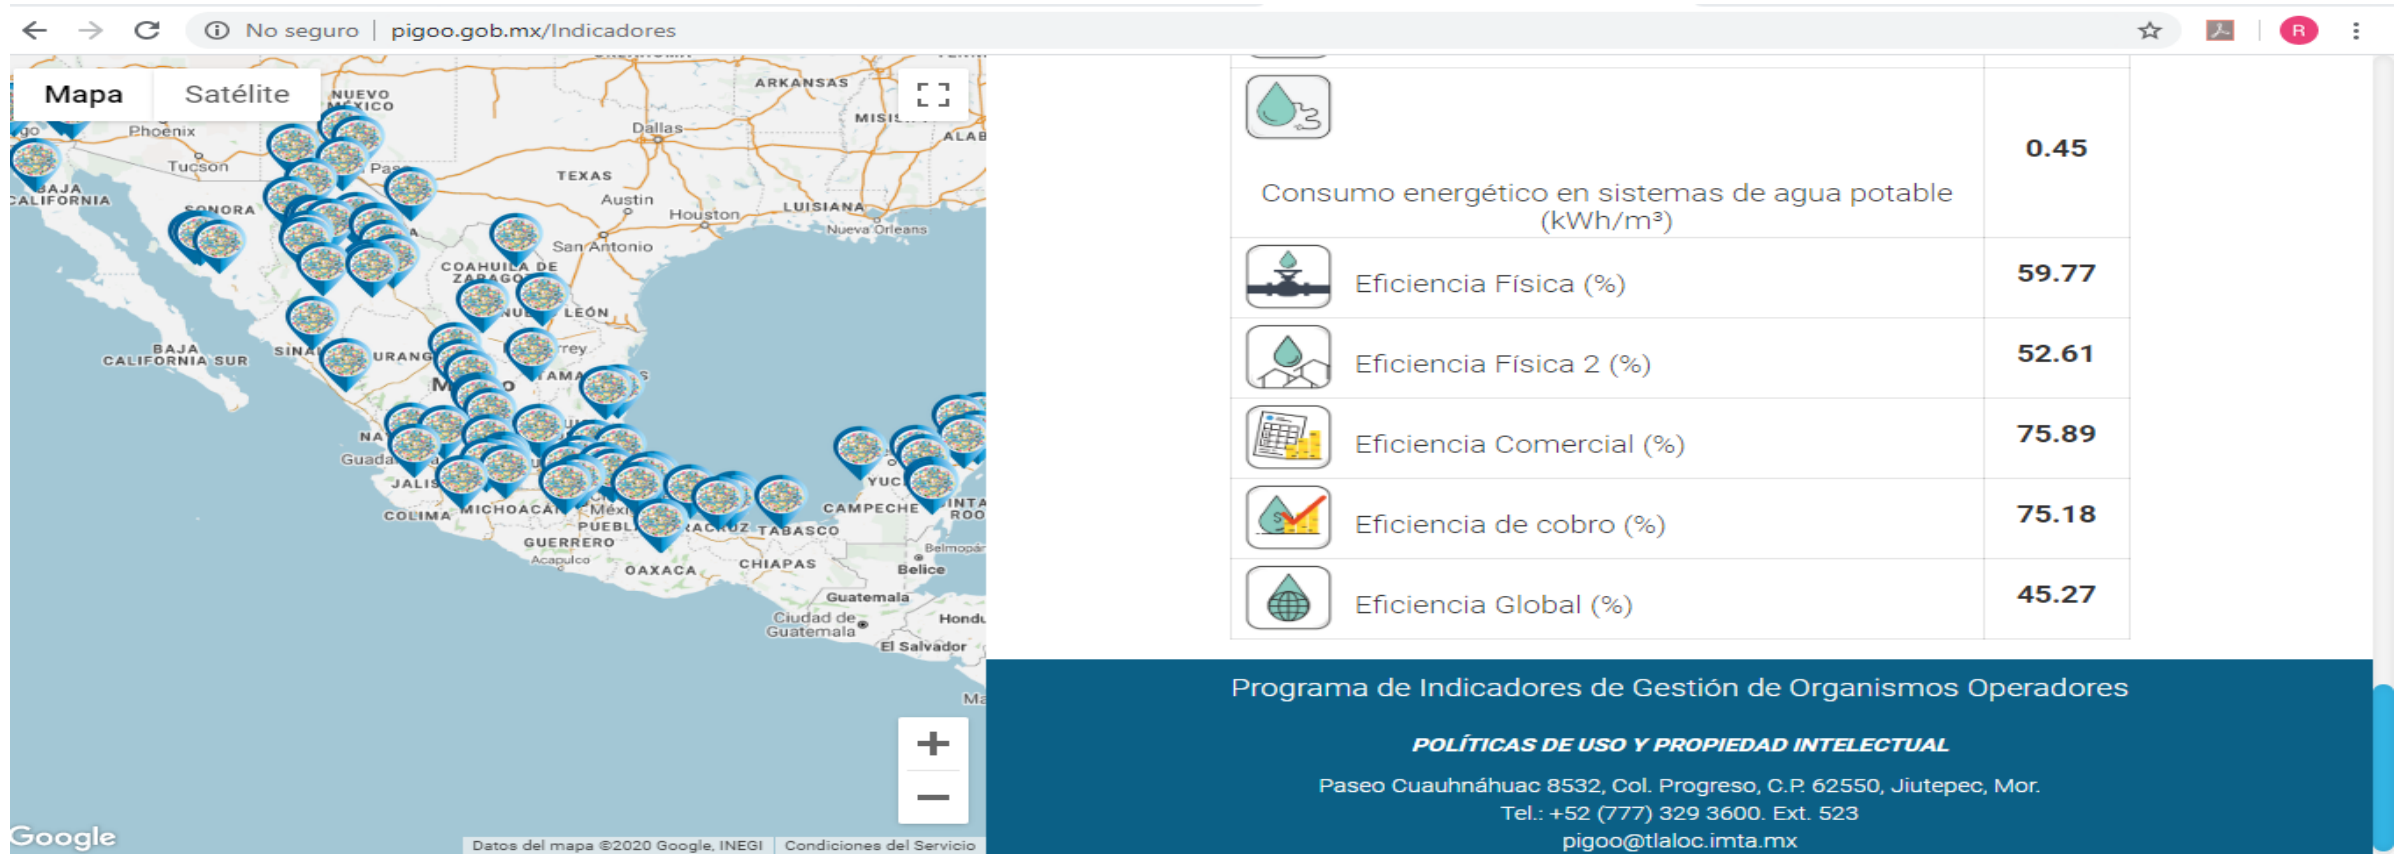 No seguro | pigoo.gob.mx/Indicadores
R
Mapa
Satélite
NUEVO
MÉXICO
ARKANSAS
Phoenix
Dallas
ALAB
Tucson
TEXAS
BAJA
CALIFORNIA
SONORA
Austin
Houston
LUISIANA
Nueva Orleans
San Antonio
COAHUILA DE
LEÓN
BAJA
CALIFORNIA SUR
JALIS
COLIMA
MICHOACÁN
GUERRERO
Acapulco
OAXACA
TABASCO
CHIAPAS
CAMPECHE
Belmopán
Belice
Guatemala
Ciudad de
Guatemala
Hondu
El Salvador
Google
Datos del mapa ©2020 Google, INEGI
Condiciones del Servicio
Consumo energético en sistemas de agua potable
(kWh/m³)
0.45
Eficiencia Física (%)
59.77
Eficiencia Física 2 (%)
52.61
Eficiencia Comercial (%)
75.89
Eficiencia de cobro (%)
75.18
Eficiencia Global (%)
45.27
Programa de Indicadores de Gestión de Organismos Operadores
POLÍTICAS DE USO Y PROPIEDAD INTELECTUAL
Paseo Cuauhnáhuac 8532, Col. Progreso, C.P. 62550, Jiutepec, Mor.
Tel.: +52 (777) 329 3600. Ext. 523
pigoo@tlaloc.imta.mx